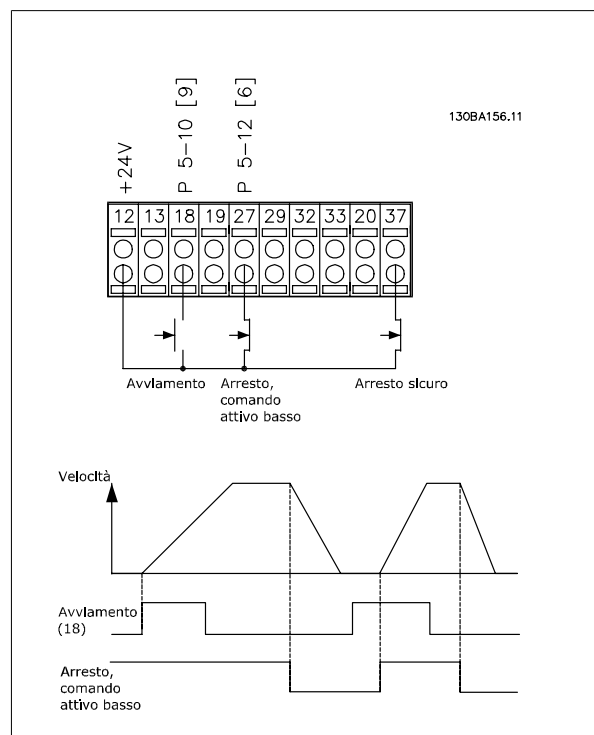 130BA156.11
+24V
P 5-10 [9]
P 5-12 [6]
12 13 18 19 27 29 32 33 20 37
Avviamento
Arresto,
comando
attivo basso
Arresto sicuro
Velocità
Avviamento
(18)
Arresto,
comando
attivo basso